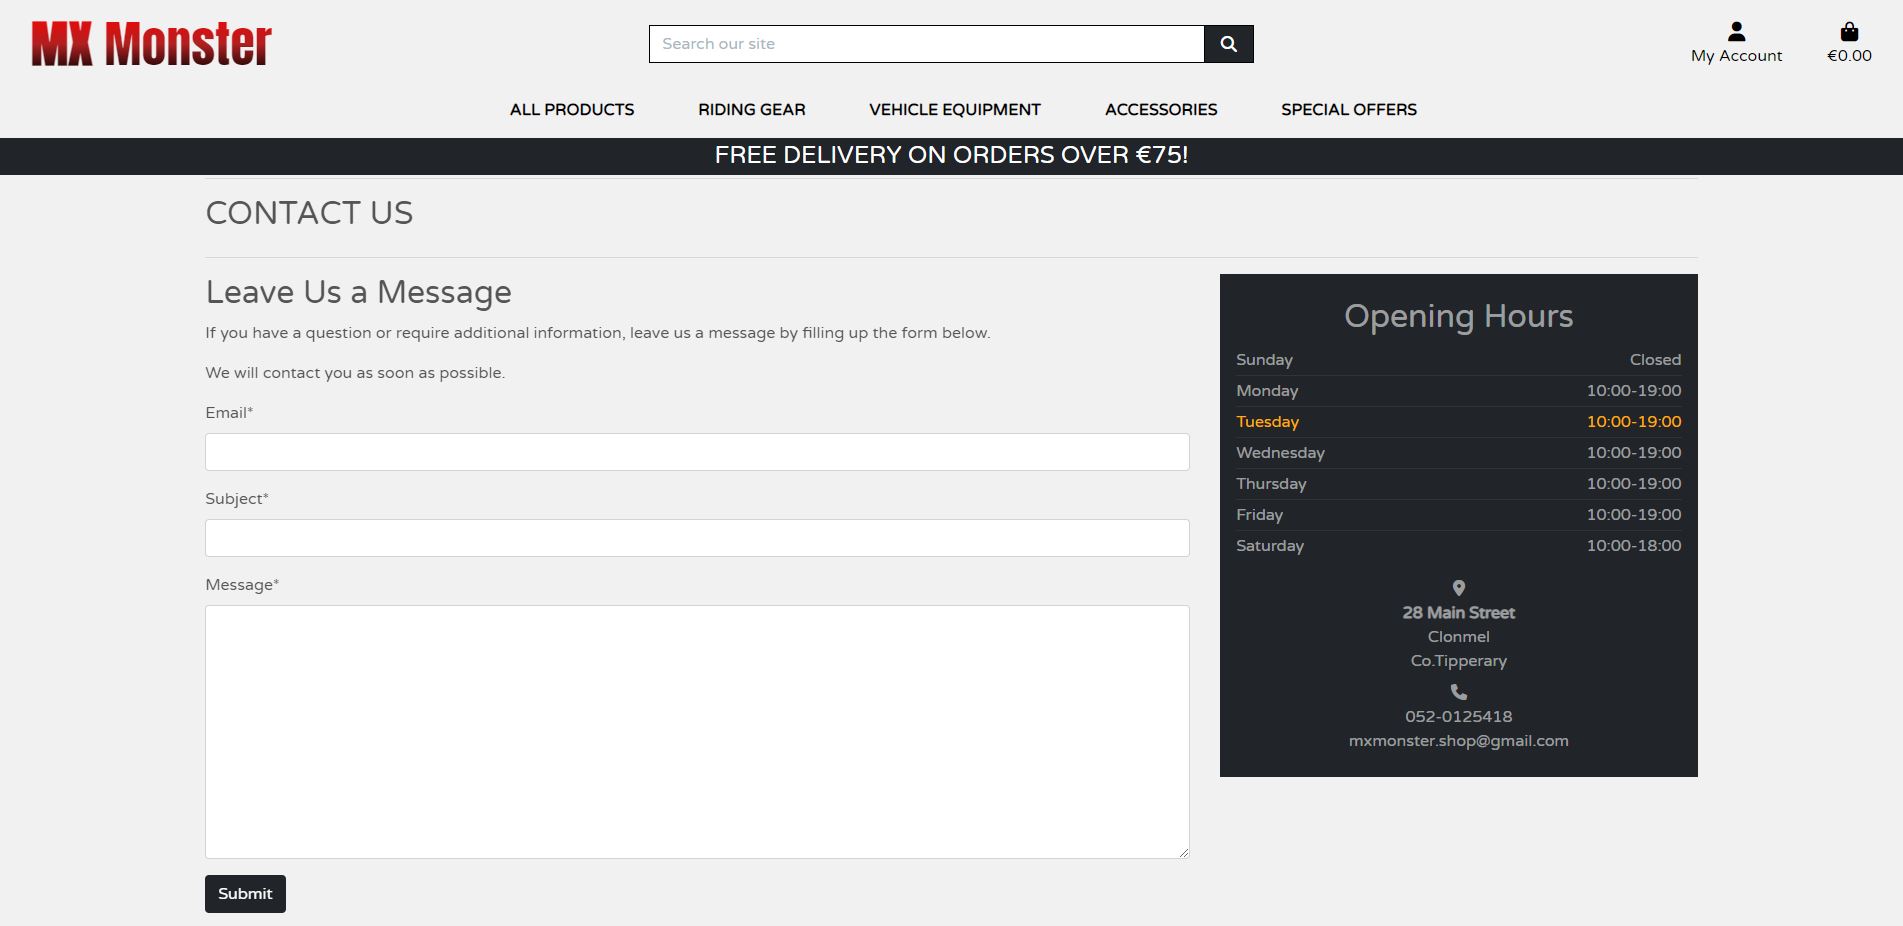 MX Monster
Search our site
My Account
€0.00
ALL PRODUCTS
RIDING GEAR
VEHICLE EQUIPMENT
ACCESSORIES
SPECIAL OFFERS
FREE DELIVERY ON ORDERS OVER €75!
CONTACT US
Leave Us a Message
If you have a question or require additional information, leave us a message by filling up the form below.
We will contact you as soon as possible.
Email*
Subject*
Message*
Submit
Opening Hours
Sunday Closed
Monday 10:00-19:00
Tuesday 10:00-19:00
Wednesday 10:00-19:00
Thursday 10:00-19:00
Friday 10:00-19:00
Saturday 10:00-18:00
28 Main Street
Clonmel
Co.Tipperary
052-0125418
mxmonster.shop@gmail.com